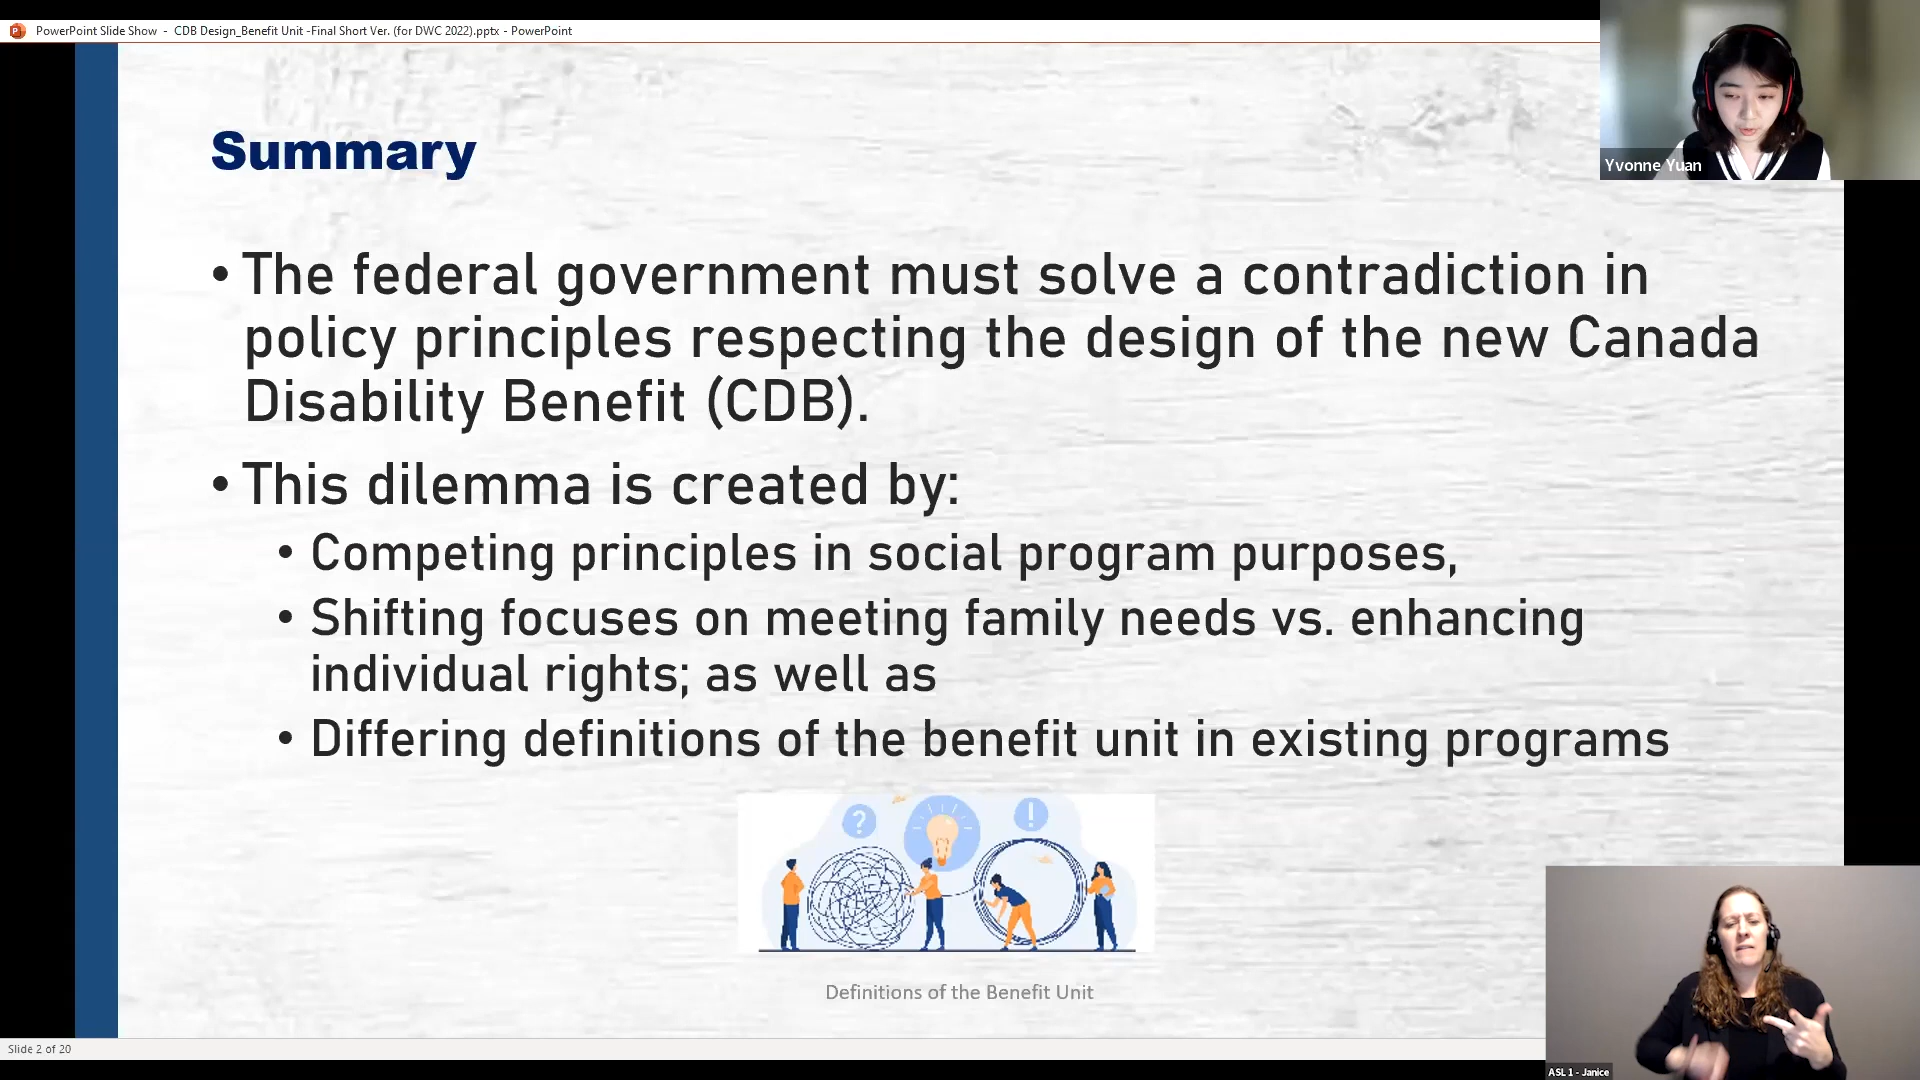 PowerPoint Slide Show - CDB Design_Benefit Unit -Final Short Ver. (for DWC 2022).pptx - PowerPoint
Yvonne Yuan
Summary
• The federal government must solve a contradiction in
policy principles respecting the design of the new Canada
Disability Benefit (CDB).
• This dilemma is created by:
• Competing principles in social program purposes,
• Shifting focuses on meeting family needs vs. enhancing
individual rights; as well as
• Differing definitions of the benefit unit in existing programs
?
!
Definitions of the Benefit Unit
Slide 2 of 20
ASL 1 - Janice